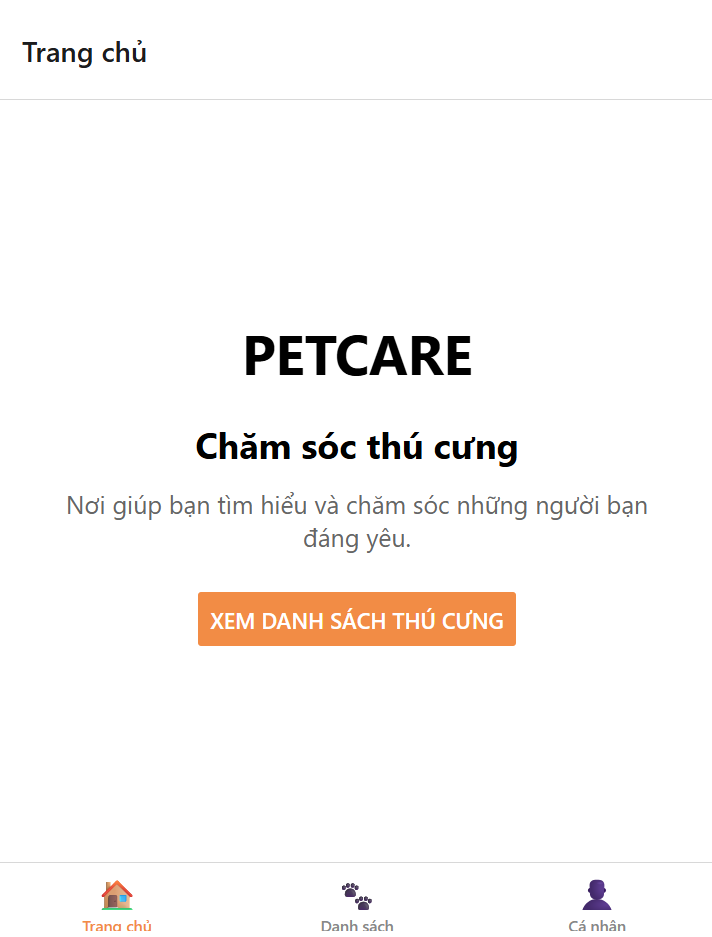 Trang chủ
PETCARE
Chăm sóc thú cưng
Nơi giúp bạn tìm hiểu và chăm sóc những người bạn
đáng yêu.
XEM DANH SÁCH THÚ CƯNG
Trang chủ
Danh sách
Cá nhân